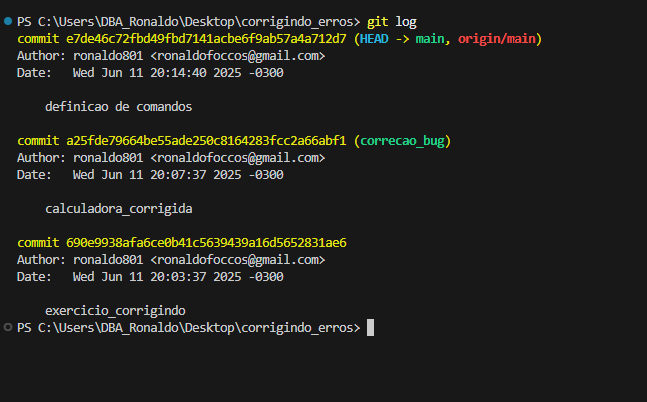 PS C:\Users\DBA_Ronaldo\Desktop\corrigindo_erros> git log
commit e7de46c72fbd49fbd7141acbe6f9ab57a4a712d7 (HEAD -> main, origin/main)
Author: ronaldo801 <ronaldofoccos@gmail.com>
Date:   Wed Jun 11 20:14:40 2025 -0300
    definicao de comandos
commit a25fde79664be55ade250c8164283fcc2a66abf1 (correcao_bug)
Author: ronaldo801 <ronaldofoccos@gmail.com>
Date:   Wed Jun 11 20:07:37 2025 -0300
    calculadora_corrigida
commit 690e9938afa6ce0b41c5639439a16d5652831ae6
Author: ronaldo801 <ronaldofoccos@gmail.com>
Date:   Wed Jun 11 20:03:37 2025 -0300
    exercicio_corrigindo
PS C:\Users\DBA_Ronaldo\Desktop\corrigindo_erros>